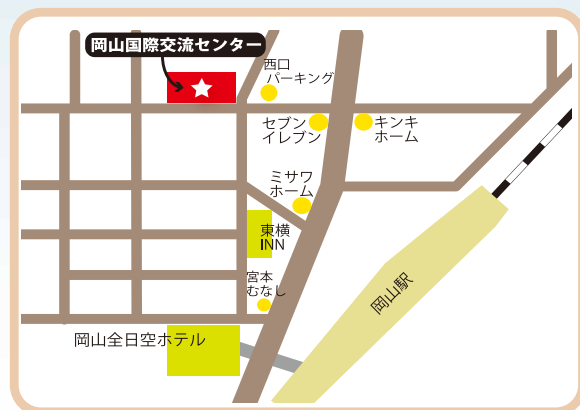 岡山国際交流センター
西口
パーキング
セブン
イレブン
キンキ
ホーム
ミサワ
ホーム
東横
INN
宮本
むなし
岡山駅
岡山全日空ホテル